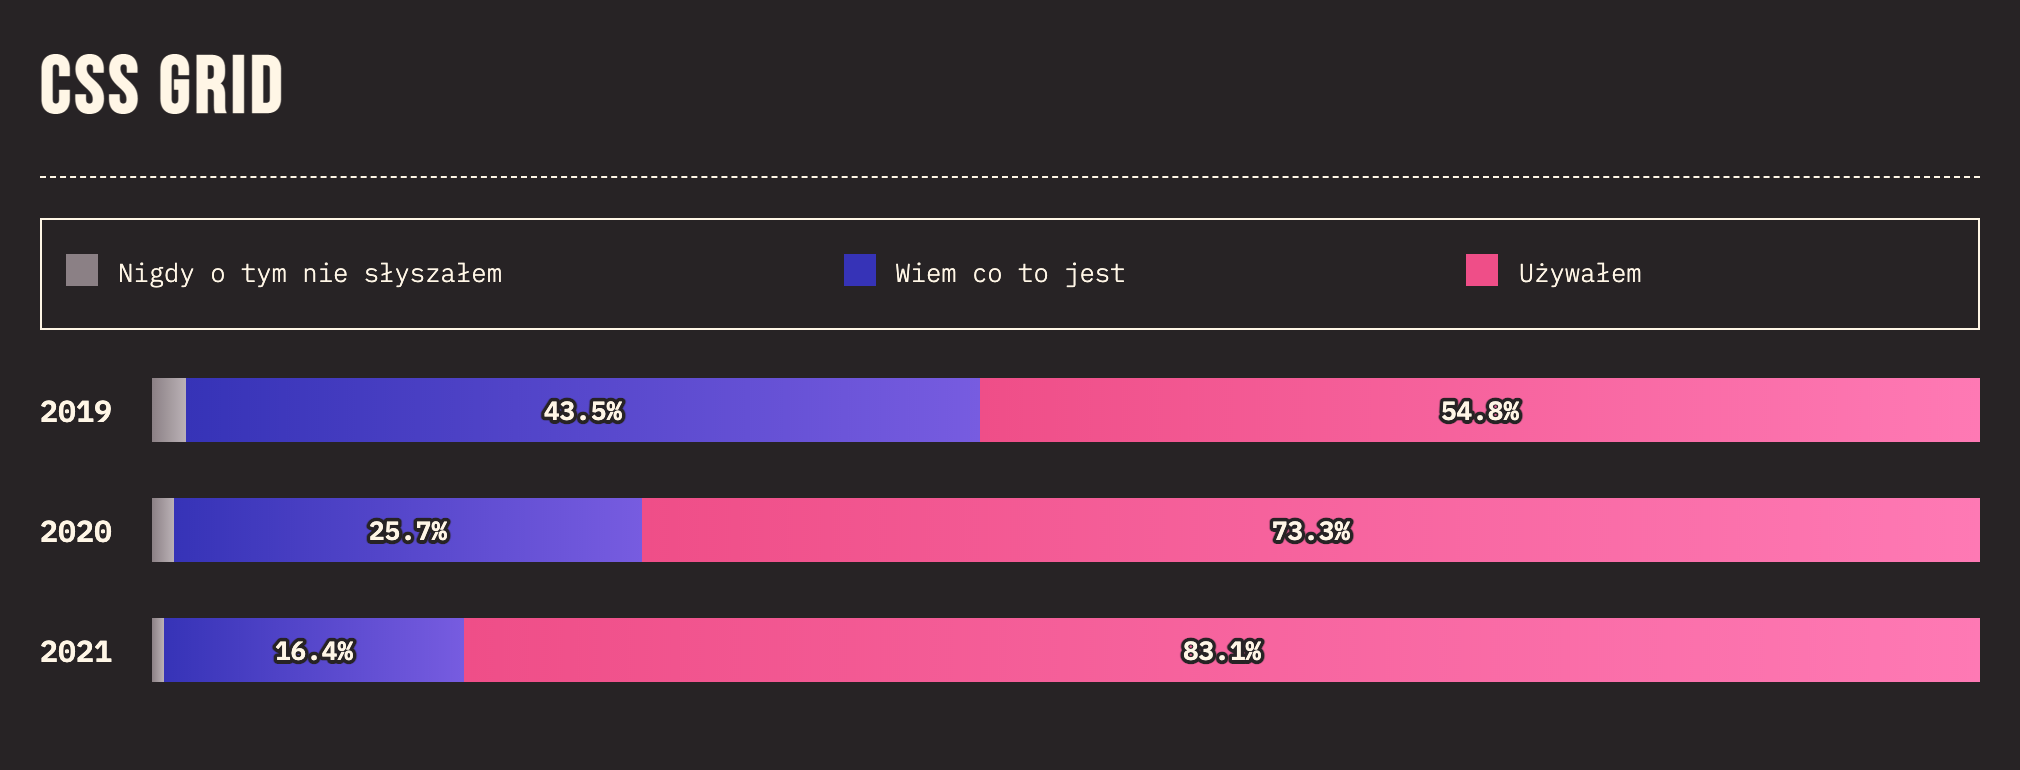 CSS GRID
Nigdy o tym nie słyszałem Wiem co to jest Używałem
2019 43.5% 54.8%
2020 25.7% 73.3%
2021 16.4% 83.1%